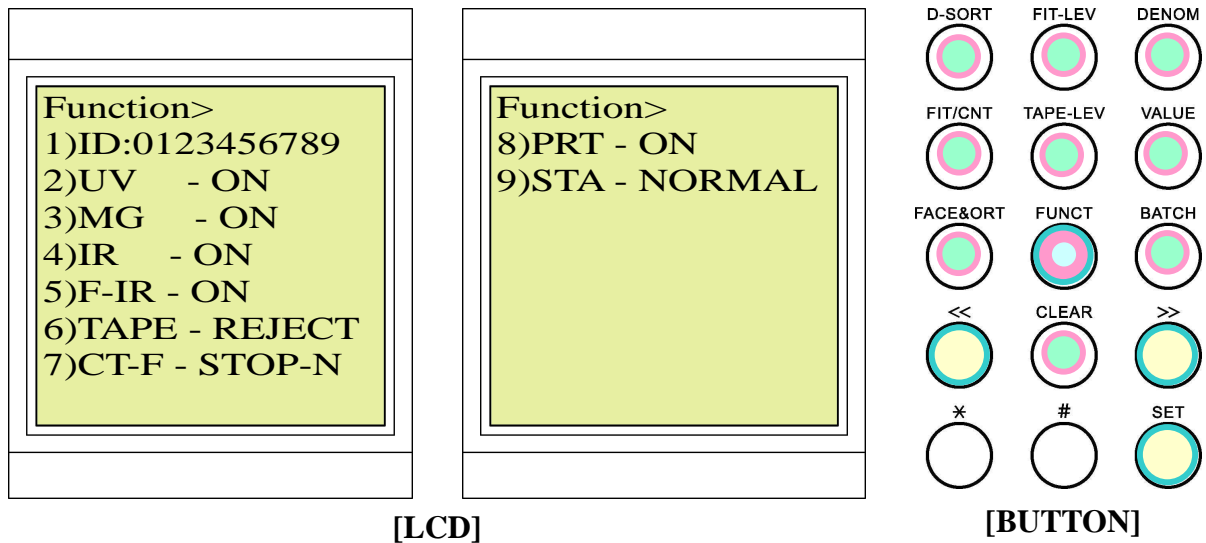 Function>
1)ID:0123456789
2)UV - ON
3)MG - ON
4)IR - ON
5)F-IR - ON
6)TAPE - REJECT
7)CT-F - STOP-N
Function>
8)PRT - ON
9)STA - NORMAL
[LCD]
D-SORT FIT-LEV DENOM
FIT/CNT TAPE-LEV VALUE
FACE&ORT FUNCT BATCH
<< CLEAR >>
* # SET
[BUTTON]